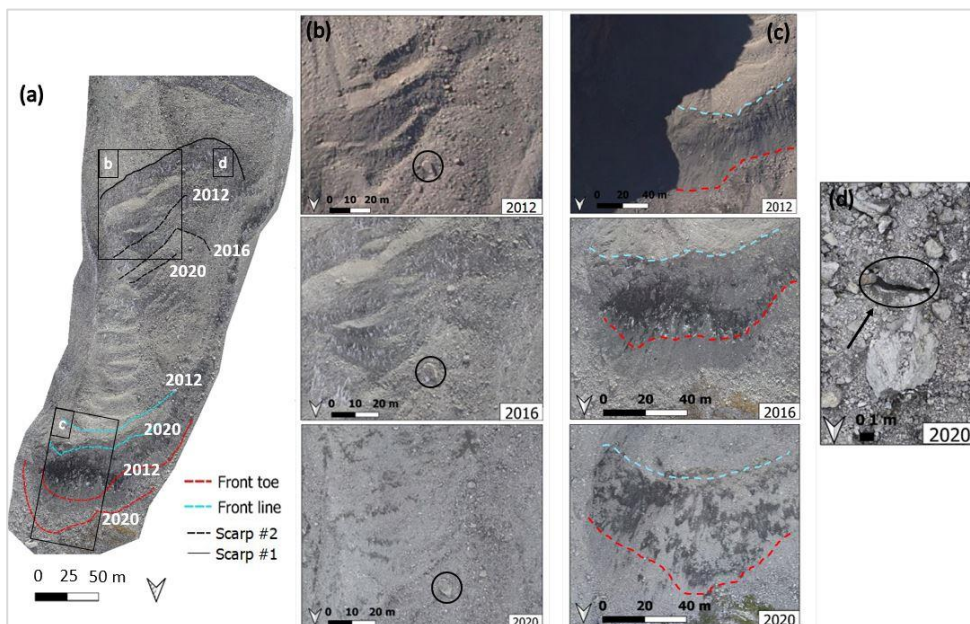 (a)
b
d
2012
2016
2020
2012
c
2020
2012
2020
Front toe
Front line
Scarp #2
Scarp #1
0 25 50 m
(b)
0 10 20 m
2012
0 10 20 m
2016
0 10 20 m
2020
(c)
0 20 40 m
2012
0 20 40 m
2016
0 20 40 m
2020
(d)
0 1 m
2020